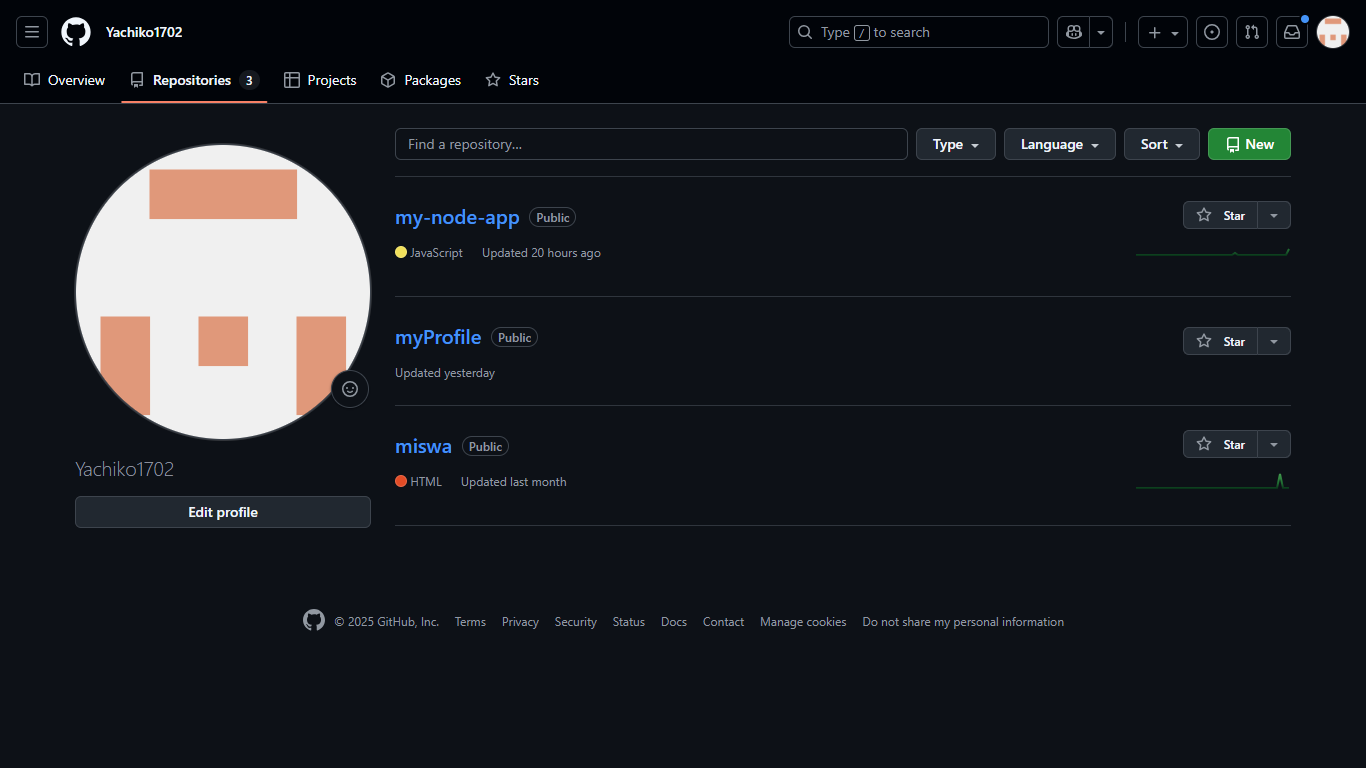 Yachiko1702
Type / to search
Overview
Repositories 3
Projects
Packages
Stars
Find a repository...
Type
Language
Sort
New
my-node-app Public
Star
JavaScript Updated 20 hours ago
myProfile Public
Star
Updated yesterday
miswa Public
Star
HTML Updated last month
Yachiko1702
Edit profile
© 2025 GitHub, Inc. Terms Privacy Security Status Docs Contact Manage cookies Do not share my personal information